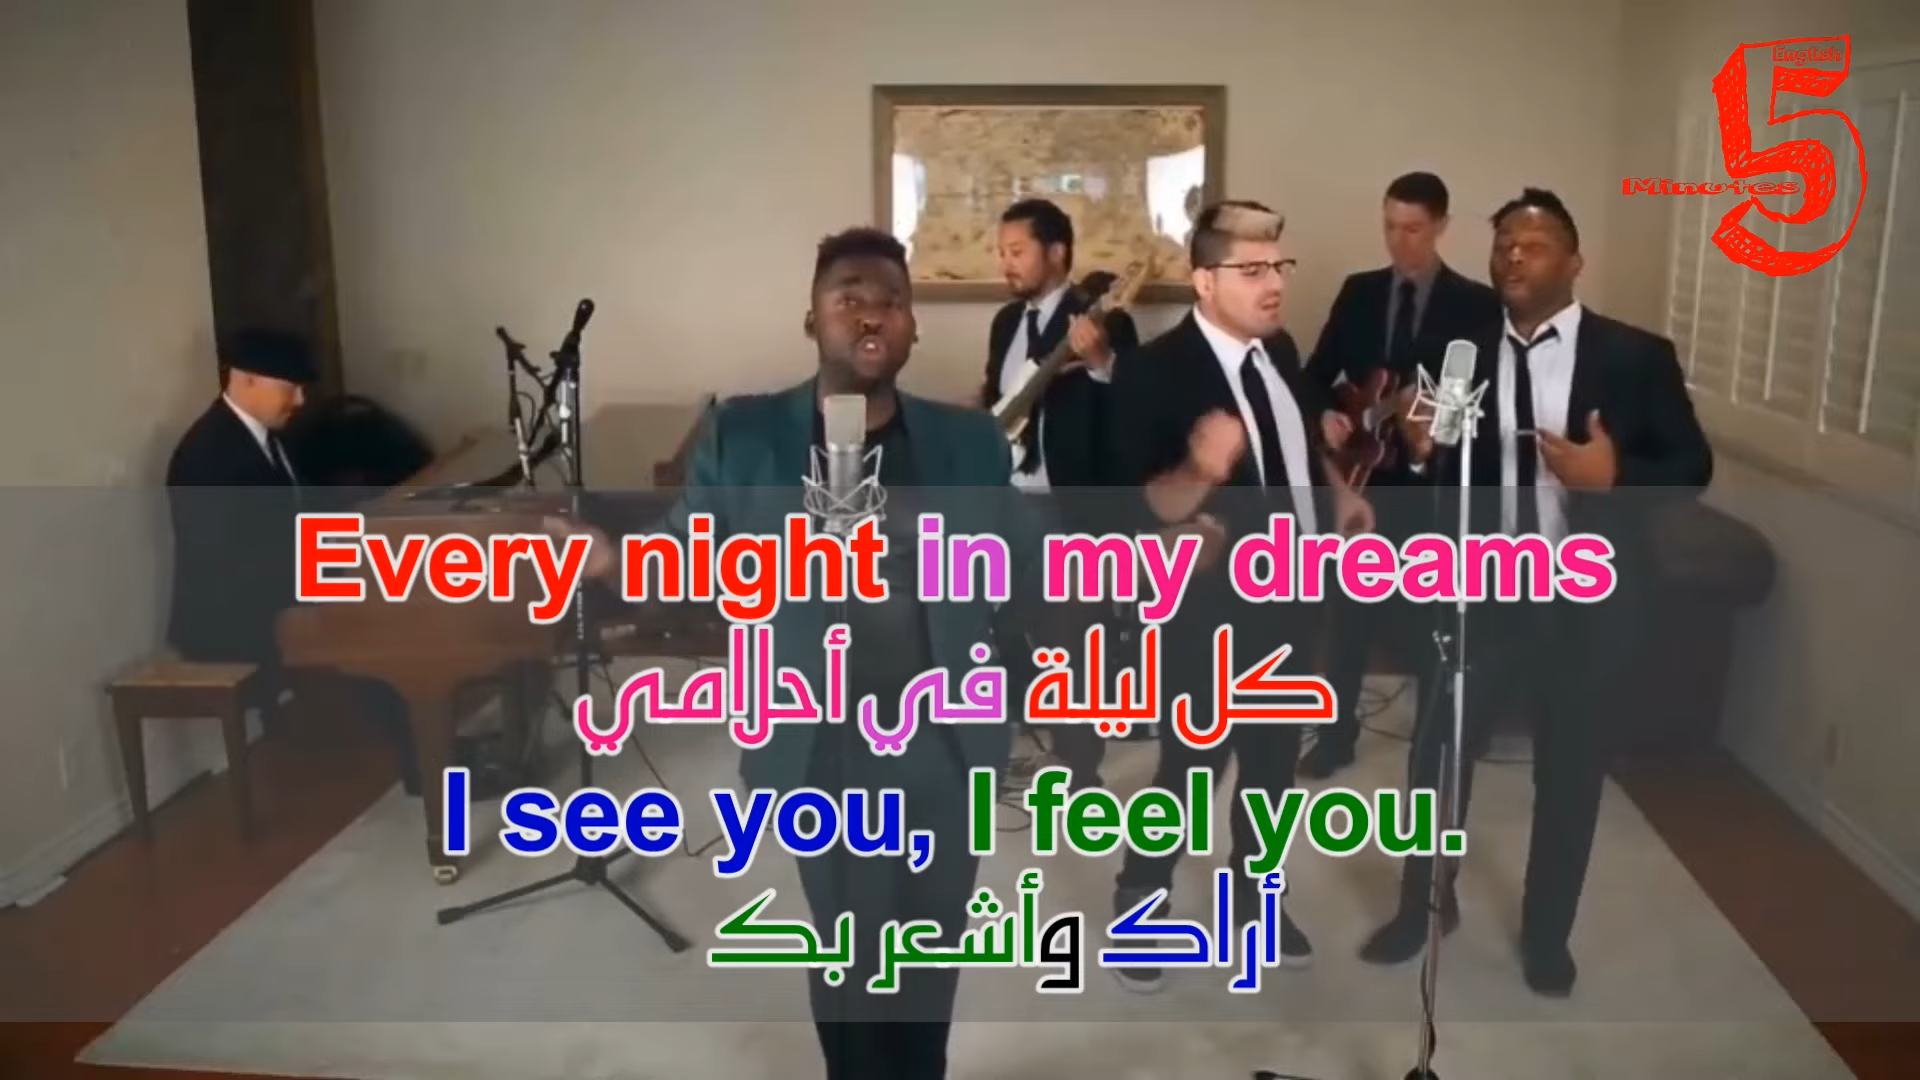 English
5
Minutes
Every night in my dreams
كل ليلة في أحلامي
I see you, I feel you.
أراك وأشعر بك